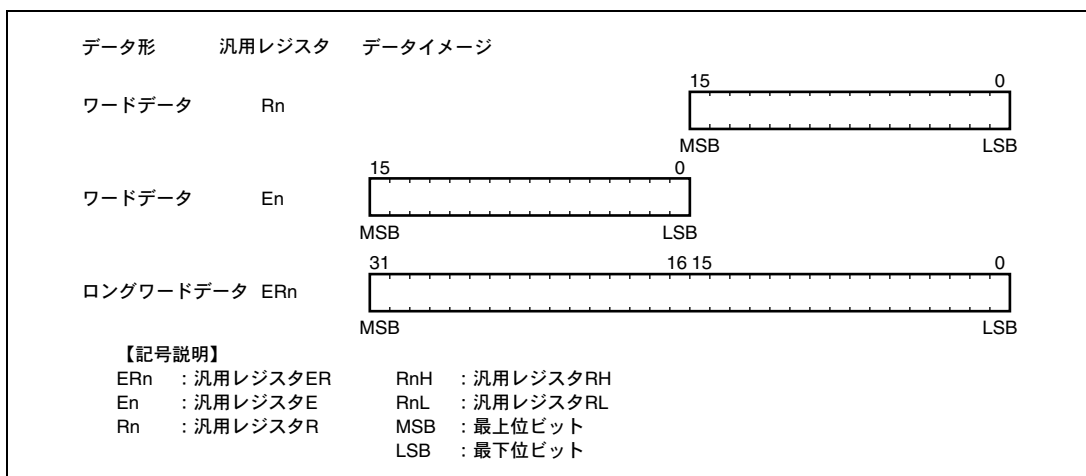 データ形 汎用レジスタ データイメージ
15 0
ワードデータ Rn
MSB LSB
15 0
ワードデータ En
MSB LSB
31 16 15 0
ロングワードデータ ERn
MSB LSB
【記号説明】
ERn :汎用レジスタER RnH :汎用レジスタRH
En :汎用レジスタE RnL :汎用レジスタRL
Rn :汎用レジスタR MSB :最上位ビット
LSB :最下位ビット